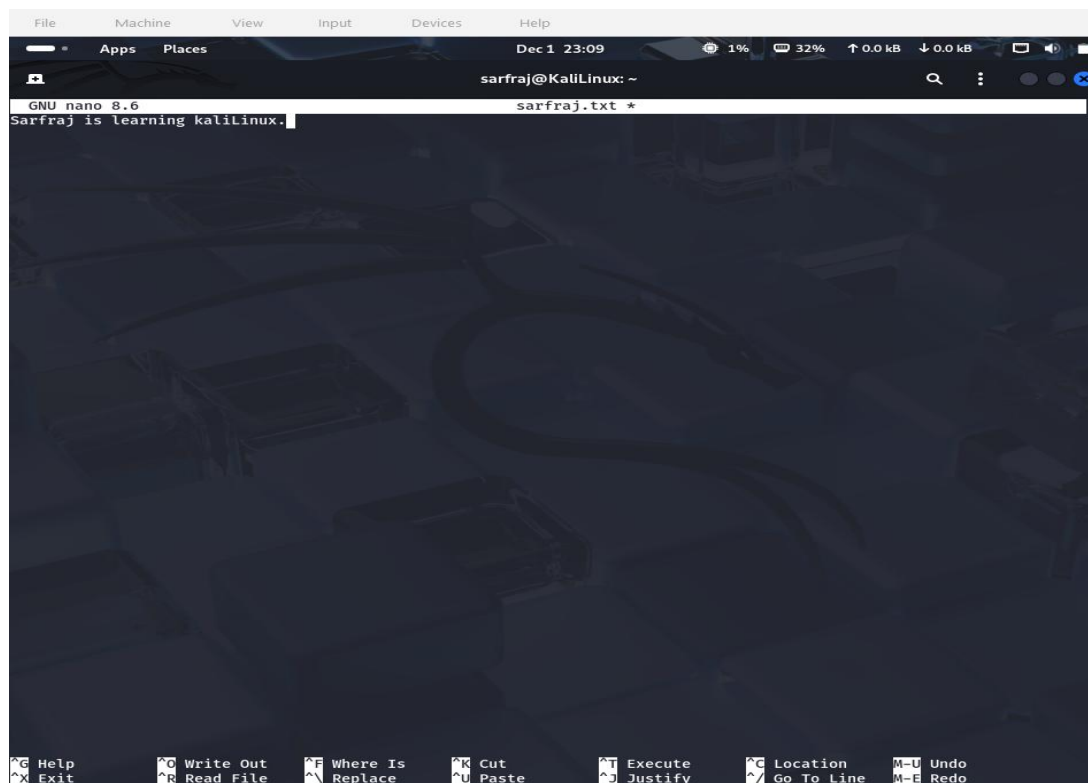 File Machine View Input Devices Help
Apps Places Dec 1 23:09 1% 32% ↑ 0.0 kB ↓ 0.0 kB
sarfraj@KaliLinux: ~
GNU nano 8.6 sarfraj.txt *
Sarfraj is learning kaliLinux.
^G Help ^O Write Out ^F Where Is ^K Cut ^T Execute ^C Location M-U Undo
^X Exit ^R Read File ^\ Replace ^U Paste ^J Justify ^/ Go To Line M-E Redo